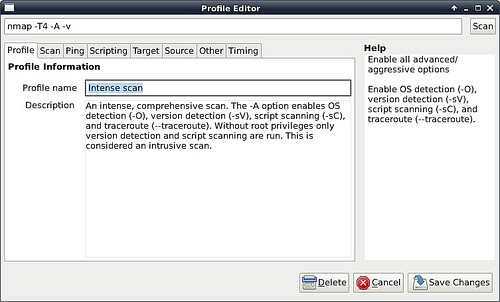 Profile Editor
nmap -T4 -A -v
Scan
Profile Scan Ping Scripting Target Source Other Timing
Profile Information
Profile name Intense scan
Description An intense, comprehensive scan. The -A option enables OS
detection (-O), version detection (-sV), script scanning (-sC),
and traceroute (--traceroute). Without root privileges only
version detection and script scanning are run. This is
considered an intrusive scan.
Help
Enable all advanced/
aggressive options
Enable OS detection (-O),
version detection (-sV),
script scanning (-sC), and
traceroute (--traceroute).
Delete Cancel Save Changes